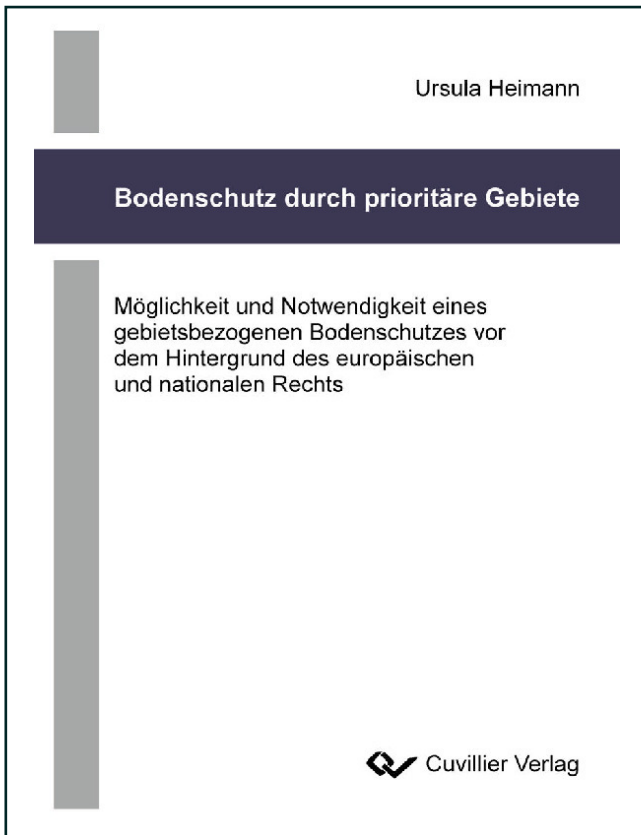 Ursula Heimann
Bodenschutz durch prioritäre Gebiete
Möglichkeit und Notwendigkeit eines
gebietsbezogenen Bodenschutzes vor
dem Hintergrund des europäischen
und nationalen Rechts
Cuvillier Verlag